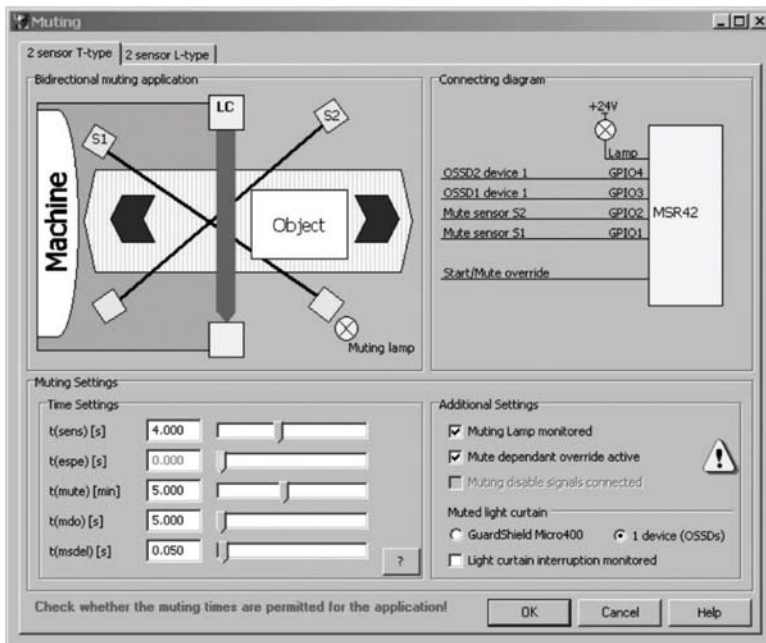 Muting
2 sensor T-type
2 sensor L-type
Bidirectional muting application
LC
S1
S2
Machine
Object
Muting lamp
Connecting diagram
+24V
Lamp
OSSD2 device 1 GPIO4
OSSD1 device 1 GPIO3
Mute sensor S2 GPIO2
Mute sensor S1 GPIO1
MSR42
Start/Mute override
Muting Settings
Time Settings
t(sens) [s] 4.000
t(espe) [s] 0.000
t(mute) [min] 5.000
t(mdo) [s] 5.000
t(msdel) [s] 0.050
?
Additional Settings
Muting Lamp monitored
Mute dependant override active
Muting disable signals connected
!
Muted light curtain
GuardShield Micro400
1 device (OSSDs)
Light curtain interruption monitored
Check whether the muting times are permitted for the application!
OK
Cancel
Help